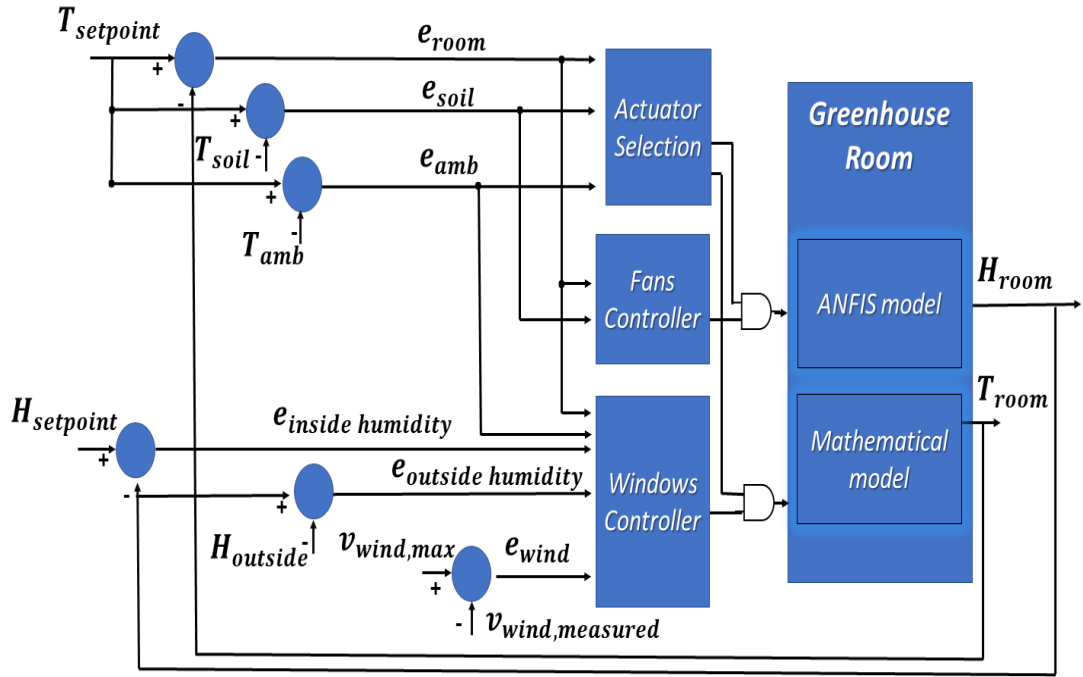 T_setpoint
+
-
e_room
+
e_soil
T_soil
-
+
e_amb
T_amb
-
Actuator
Selection
Greenhouse
Room
Fans
Controller
ANFIS model
H_room
T_room
H_setpoint
+
-
e_inside humidity
e_outside humidity
+
H_outside
-
v_wind,max
+
e_wind
-
v_wind,measured
Windows
Controller
Mathematical
model